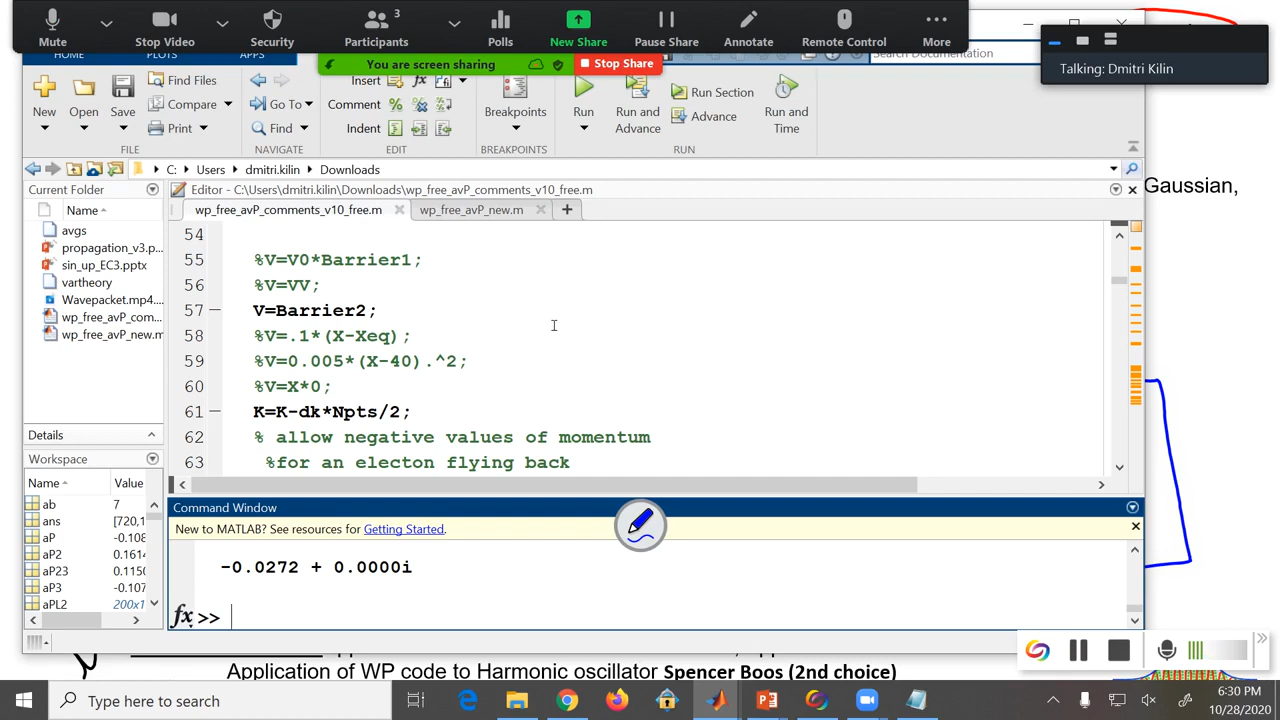 3
Mute Stop Video Security Participants Polls New Share Pause Share Annotate Remote Control More
Talking: Dmitri Kilin
HOME PLOTS APPS
You are screen sharing Stop Share
Search Documentation
New Open Save
Find Files
Compare
Print
Go To
Find
Insert
Comment
Indent
Breakpoints
Run
Run and Advance
Run Section
Advance
Run and Time
FILE NAVIGATE EDIT BREAKPOINTS RUN
C: Users dmitri.kilin Downloads
Gaussian,
Current Folder
Editor - C:\Users\dmitri.kilin\Downloads\wp_free_avP_comments_v10_free.m
wp_free_avP_comments_v10_free.m wp_free_avP_new.m
Name
avgs
propagation_v3.p...
sin_up_EC3.pptx
vartheory
Wavepacket.mp4....
wp_free_avP_com...
wp_free_avP_new.m
54
55 %V=V0*Barrier1;
56 %V=VV;
57 V=Barrier2;
58 %V=.1*(X-Xeq);
59 %V=0.005*(X-40).^2;
60 %V=X*0;
61 K=K-dk*Npts/2;
62 % allow negative values of momentum
63 %for an electon flying back
Details
Workspace
Name Value
ab 7
ans [720,1
aP -0.108
aP2 0.1614
aP23 0.1150
aP3 -0.107
aPL2 200x1
Command Window
New to MATLAB? See resources for Getting Started.
-0.0272 + 0.0000i
fx >>
Application of WP code to Harmonic oscillator Spencer Boos (2nd choice)
Type here to search
6:30 PM
10/28/2020